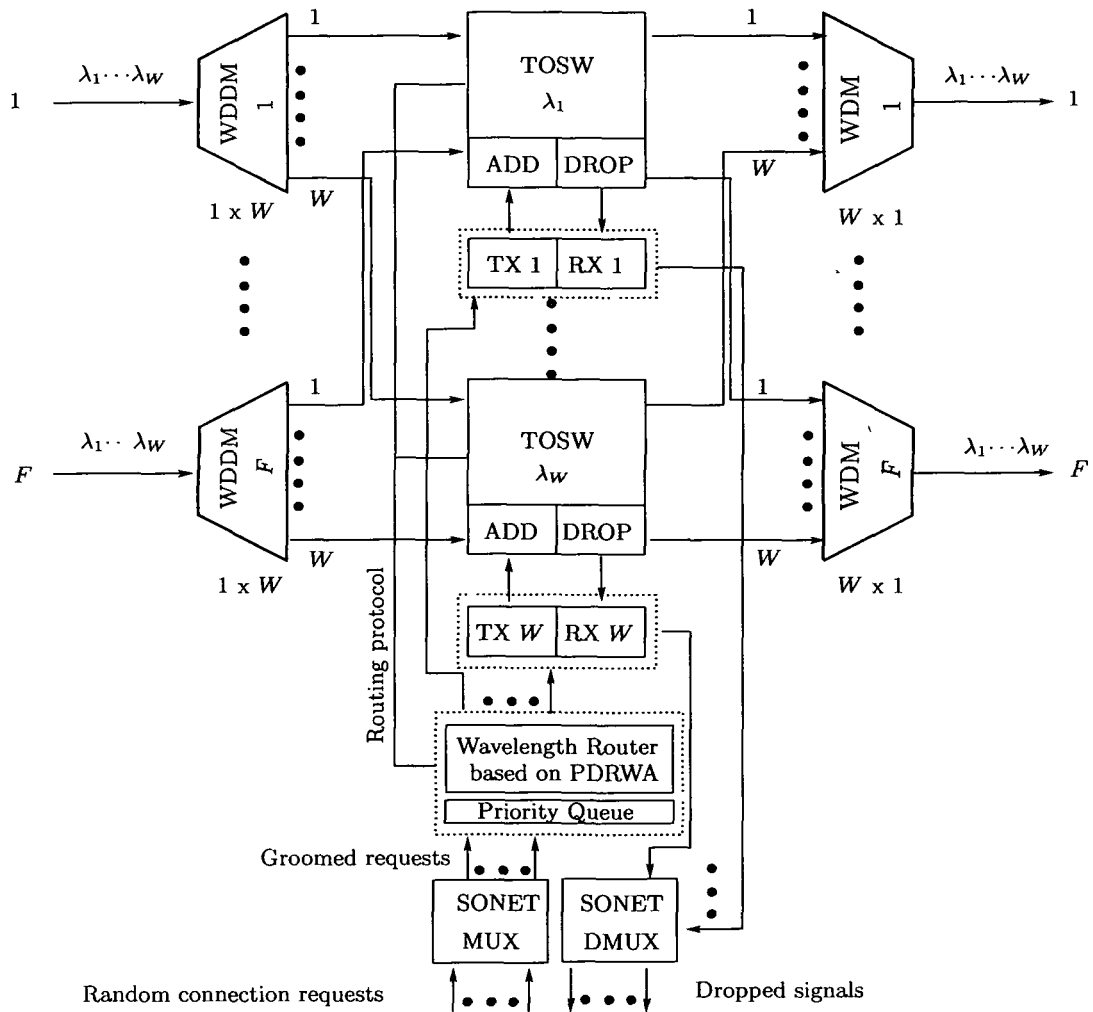 1
λ1···λW
WDDM 1
1
W
1 x W
TOSW
λ1
ADD
DROP
TX 1
RX 1
1
W
WDM 1
W x 1
λ1···λW
1
F
λ1·· λW
WDDM F
1
W
1 x W
TOSW
λW
ADD
DROP
TX W
RX W
1
W
WDM F
W x 1
λ1···λW
F
Routing protocol
Wavelength Router
based on PDRWA
Priority Queue
Groomed requests
SONET
MUX
SONET
DMUX
Random connection requests
Dropped signals